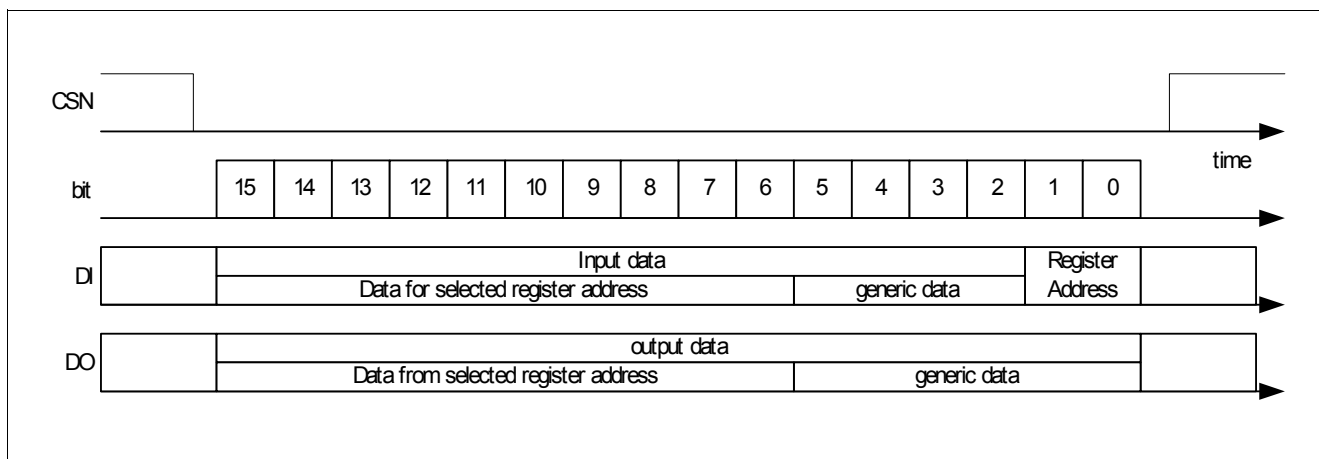 CSN
time
bit 15 14 13 12 11 10 9 8 7 6 5 4 3 2 1 0
DI
Input data
Data for selected register address
generic data
Register
Address
DO
output data
Data from selected register address
generic data